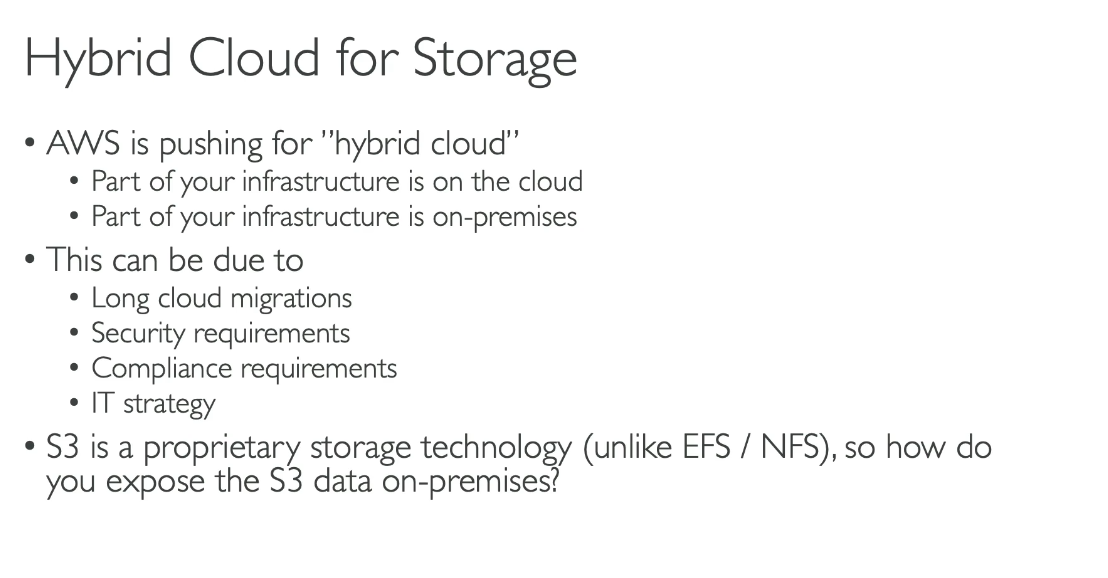 Hybrid Cloud for Storage
• AWS is pushing for ”hybrid cloud”
• Part of your infrastructure is on the cloud
• Part of your infrastructure is on-premises
• This can be due to
• Long cloud migrations
• Security requirements
• Compliance requirements
• IT strategy
• S3 is a proprietary storage technology (unlike EFS / NFS), so how do
you expose the S3 data on-premises?